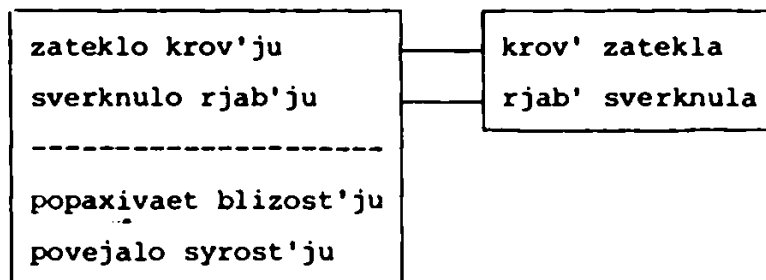 zateklo krov'ju krov' zatekla
sverknulo rjab'ju rjab' sverknula
-----------------------
popaxivaet blizost'ju
povejalo syrost'ju